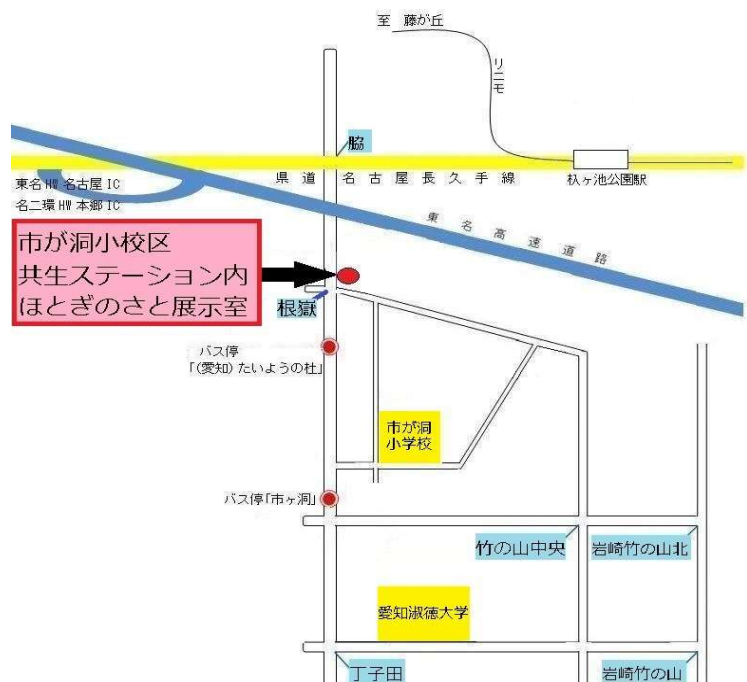 至 藤が丘
リニモ
脇
県道名古屋長久手線
杁ヶ池公園駅
東名HW 名古屋IC
名二環HW 本郷IC
東名高速道路
市が洞小校区
共生ステーション内
ほとぎのさと展示室
根嶽
バス停
「(愛知)たいようの杜」
市が洞
小学校
バス停「市ヶ洞」
竹の山中央
岩崎竹の山北
愛知淑徳大学
丁子田
岩崎竹の山